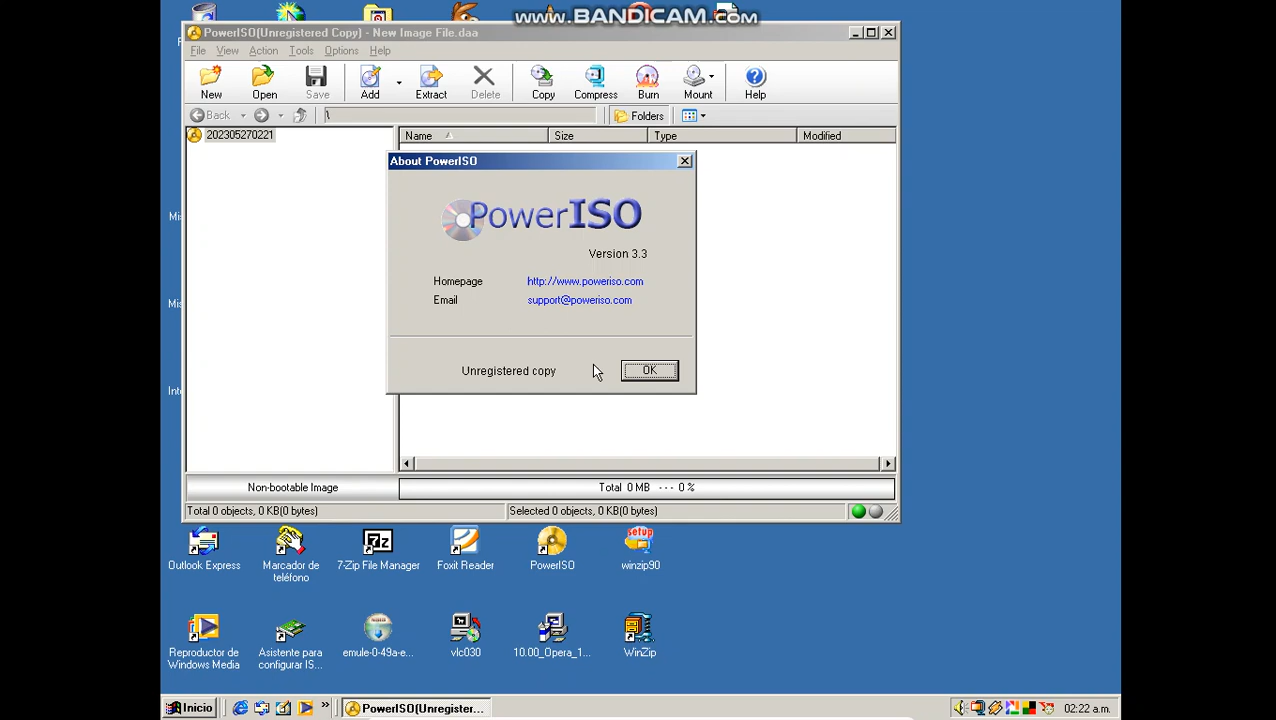 www.BANDICAM.com
PowerISO(Unregistered Copy) - New Image File.daa
File View Action Tools Options Help
New Open Save Add Extract Delete Copy Compress Burn Mount Help
Back \ Folders
202305270221
Name Size Type Modified
About PowerISO
PowerISO
Version 3.3
Homepage http://www.poweriso.com
Email support@poweriso.com
Unregistered copy OK
Non-bootable Image Total 0 MB --- 0 %
Total 0 objects, 0 KB(0 bytes) Selected 0 objects, 0 KB(0 bytes)
Outlook Express
Marcador de
teléfono
7-Zip File Manager
Foxit Reader
PowerISO
setup
winzip90
Reproductor de
Windows Media
Asistente para
configurar IS...
emule-0-49a-e...
vlc030
10.00_Opera_1...
WinZip
Inicio
PowerISO(Unregister...
02:22 a.m.